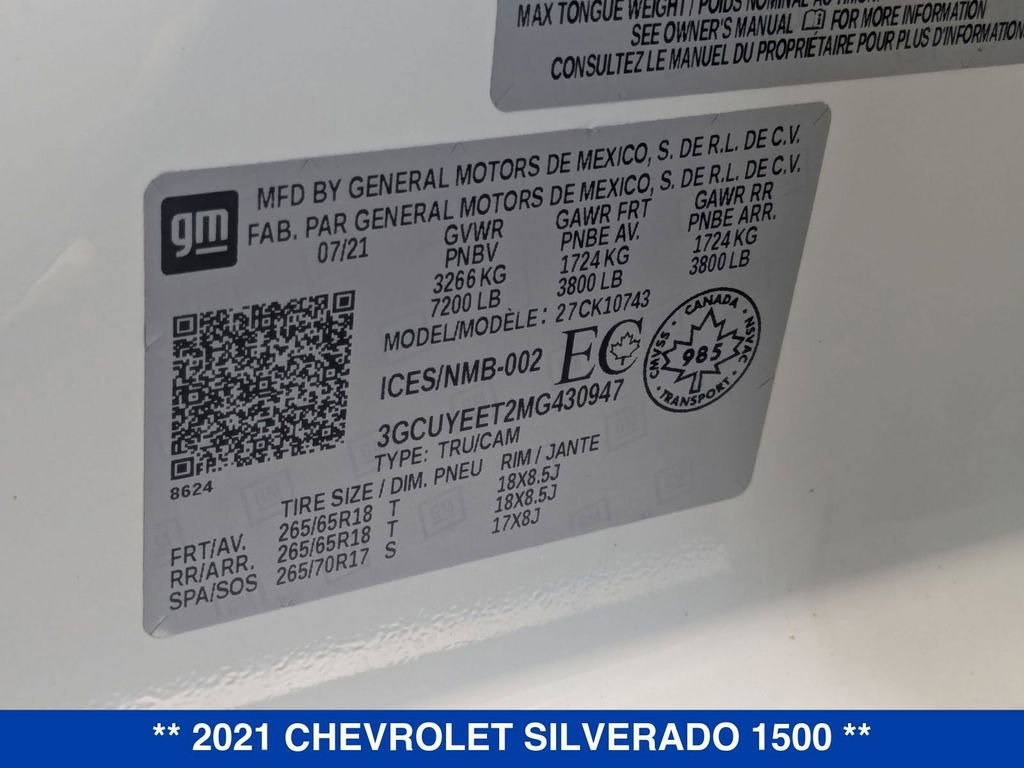 MAX TONGUE WEIGHT / POIDS NOMINAL AU TIMON
SEE OWNER'S MANUAL FOR MORE INFORMATION
CONSULTEZ LE MANUEL DU PROPRIÉTAIRE POUR PLUS D'INFORMATION
gm
MFD BY GENERAL MOTORS DE MEXICO, S. DE R.L. DE C.V.
FAB. PAR GENERAL MOTORS DE MEXICO, S. DE R.L. DE C.V.
07/21 GVWR GAWR FRT GAWR RR
PNBV PNBE AV. PNBE ARR.
3266 KG 1724 KG 1724 KG
7200 LB 3800 LB 3800 LB
MODEL/MODÈLE: 27CK10743
ICES/NMB-002 EC
CANADA
CMVSS · NSVAC
985
TRANSPORT
3GCUYEET2MG430947
TYPE: TRU/CAM
8624
TIRE SIZE / DIM. PNEU RIM / JANTE
FRT/AV. 265/65R18 T 18X8.5J
RR/ARR. 265/65R18 T 18X8.5J
SPA/SOS 265/70R17 S 17X8J
** 2021 CHEVROLET SILVERADO 1500 **